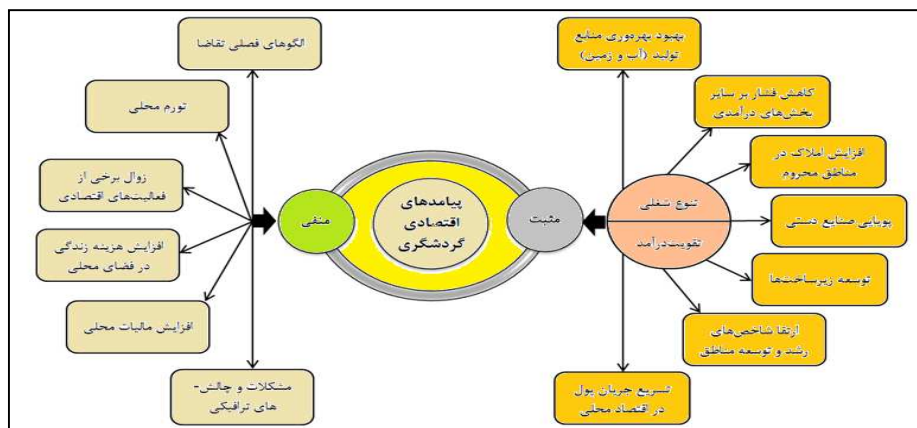 بهبود بهره‌وری منابع
تولید (آب و زمین)
کاهش فشار بر سایر
بخش‌های درآمدی
افزایش املاک در
مناطق محروم
پویایی صنایع دستی
توسعه زیرساخت‌ها
ارتقا شاخص‌های
رشد و توسعه مناطق
تسریع جریان پول
در اقتصاد محلی
تنوع شغلی
تقویت‌درآمد
مثبت
پیامدهای
اقتصادی
گردشگری
منفی
الگوهای فصلی تقاضا
تورم محلی
زوال برخی از
فعالیت‌های اقتصادی
افزایش هزینه زندگی
در فضای محلی
افزایش مالیات محلی
مشکلات و چالش-
های ترافیکی